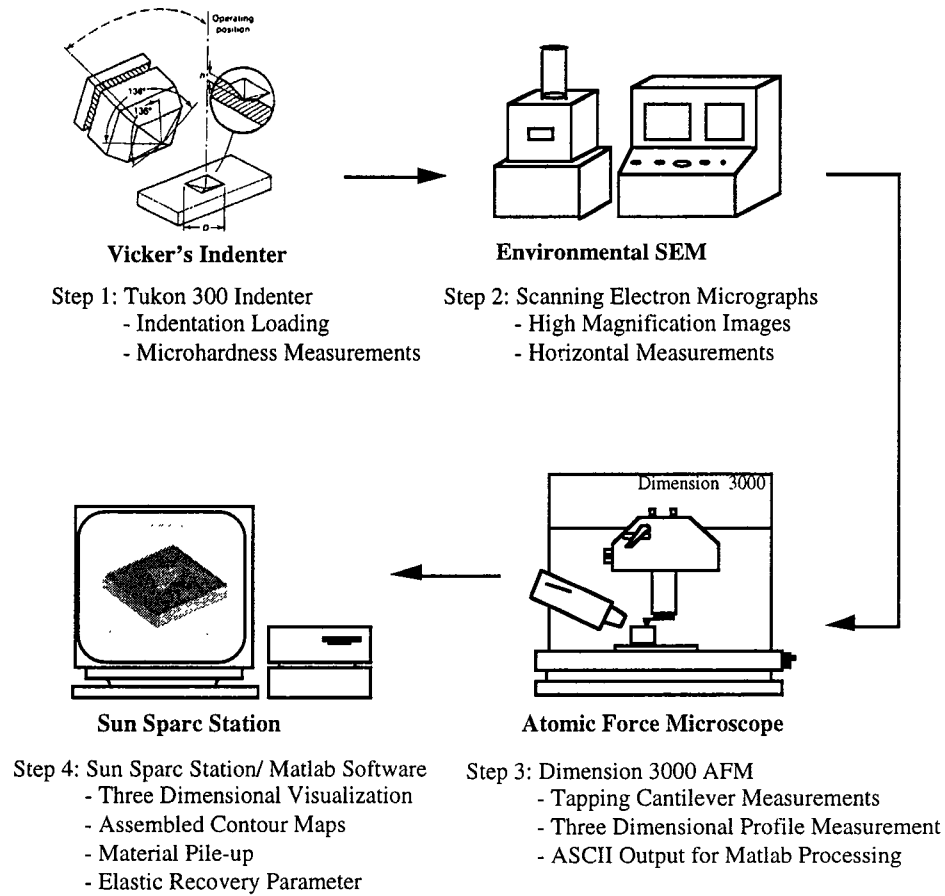 Operating
position
h
136°
136°
D
Vicker's Indenter
Step 1: Tukon 300 Indenter
- Indentation Loading
- Microhardness Measurements
Environmental SEM
Step 2: Scanning Electron Micrographs
- High Magnification Images
- Horizontal Measurements
Dimension 3000
Sun Sparc Station
Step 4: Sun Sparc Station/ Matlab Software
- Three Dimensional Visualization
- Assembled Contour Maps
- Material Pile-up
- Elastic Recovery Parameter
Atomic Force Microscope
Step 3: Dimension 3000 AFM
- Tapping Cantilever Measurements
- Three Dimensional Profile Measurement
- ASCII Output for Matlab Processing